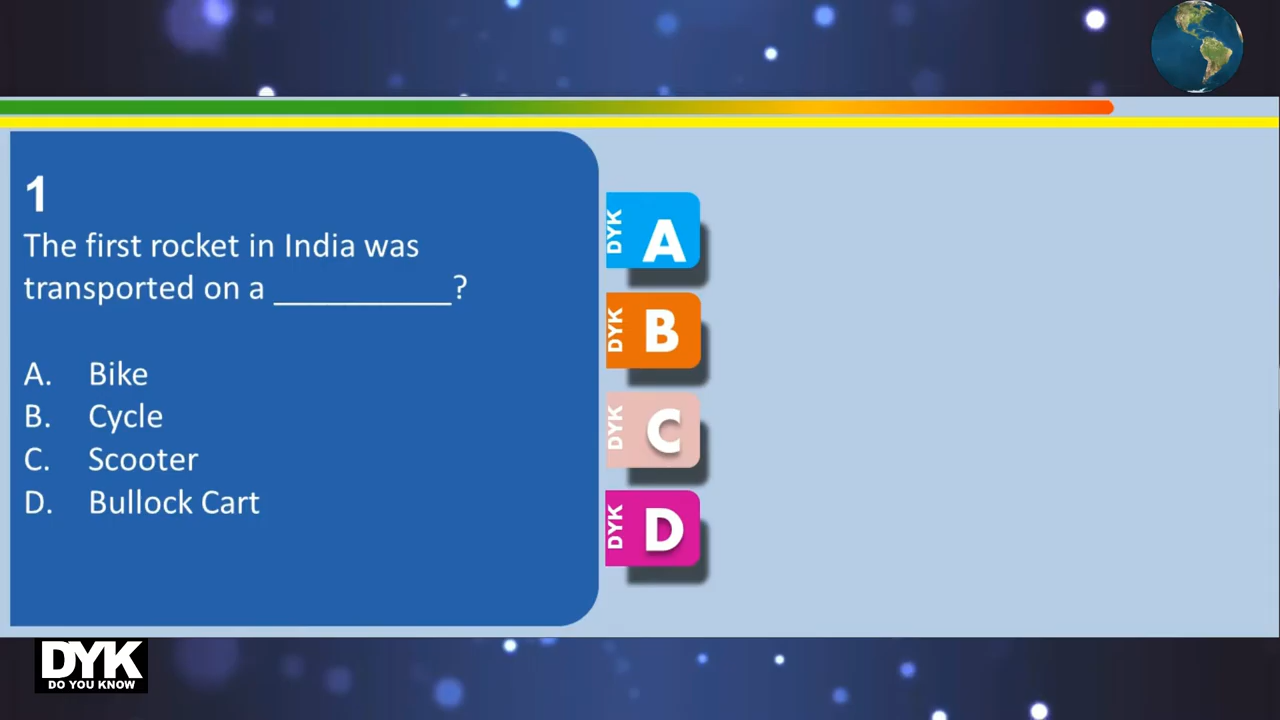 1
The first rocket in India was
transported on a ___________?
A. Bike
B. Cycle
C. Scooter
D. Bullock Cart
DYK A
DYK B
DYK C
DYK D
DYK
DO YOU KNOW